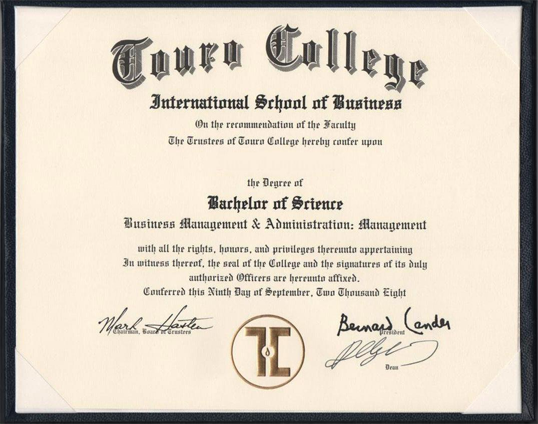 Touro College
International School of Business
On the recommendation of the Faculty
The Trustees of Touro College hereby confer upon
the Degree of
Bachelor of Science
Business Management & Administration: Management
with all the rights, honors, and privileges thereunto appertaining
In witness thereof, the seal of the College and the signatures of its duly
authorized Officers are hereunto affixed.
Conferred this Ninth Day of September, Two Thousand Eight
Mark Hasten
Chairman, Board of Trustees
Bernard Lander
President
TC
Dean